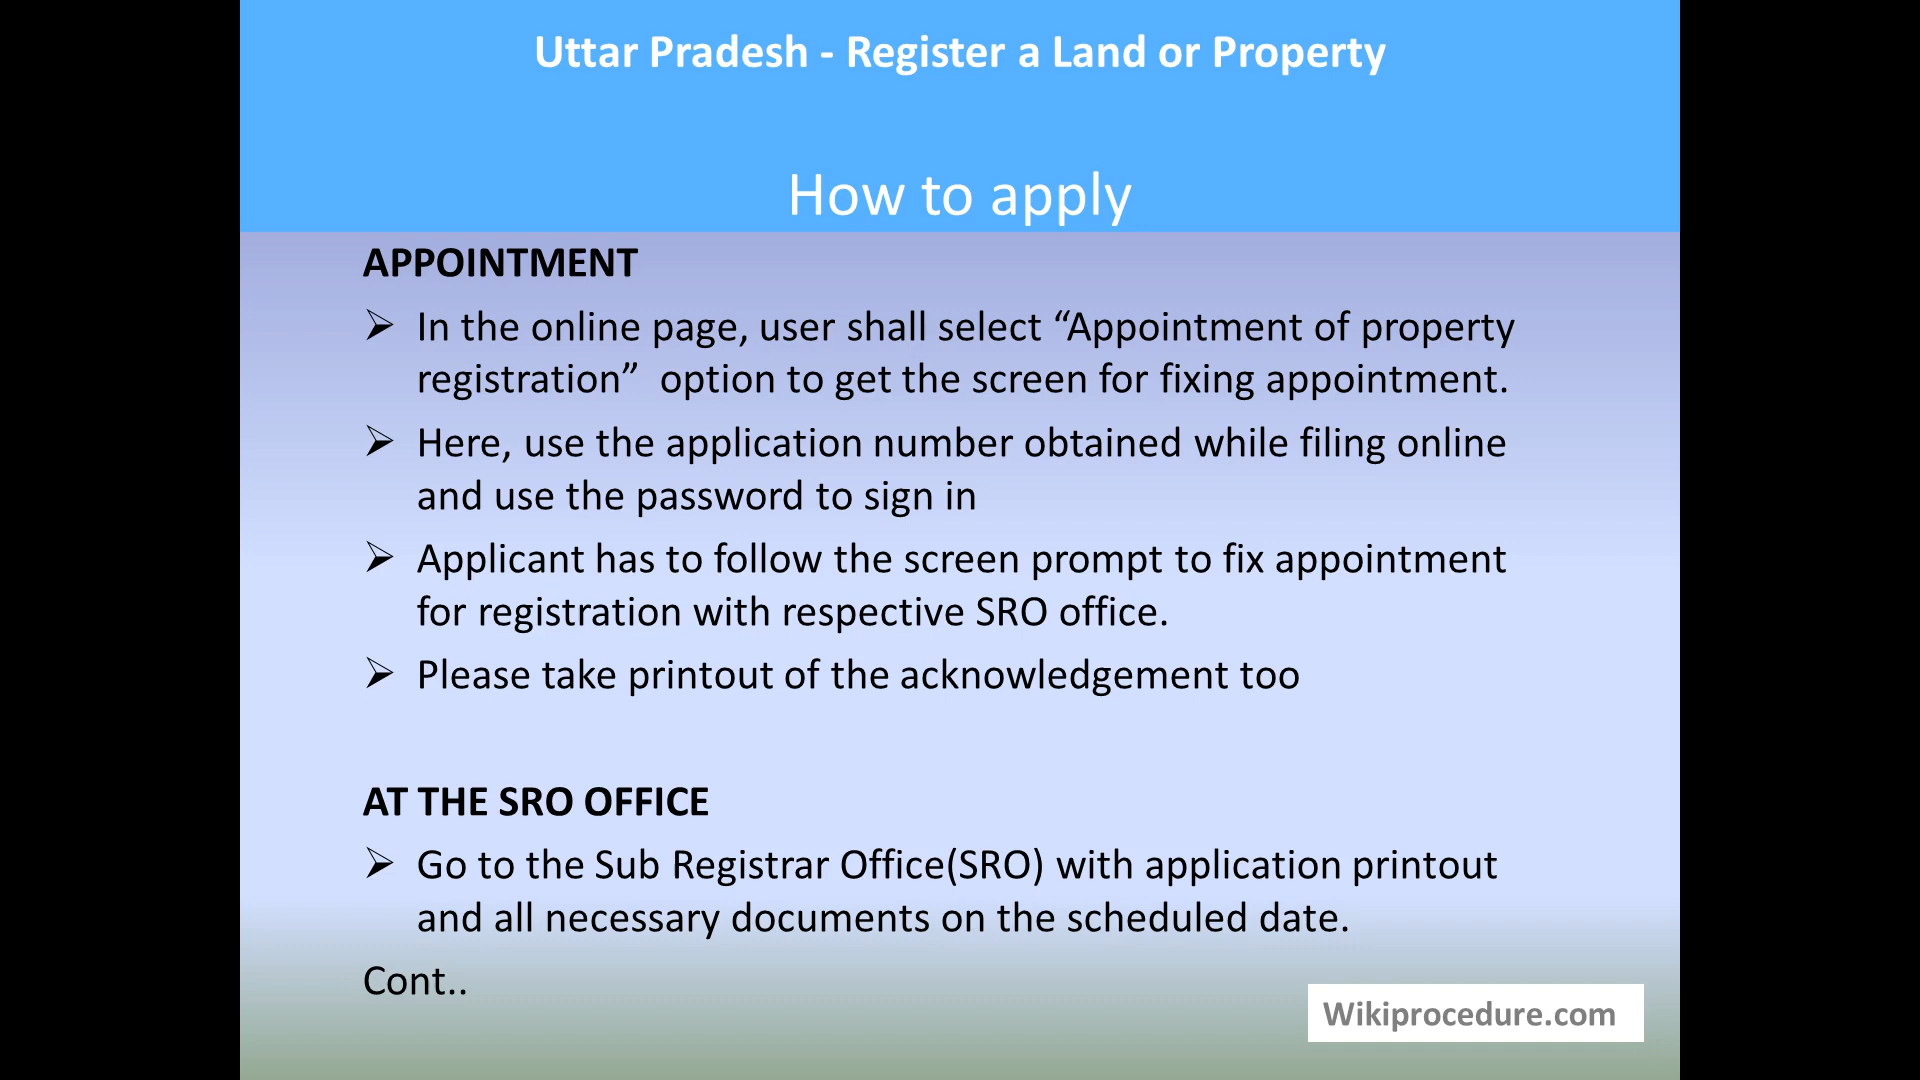 Uttar Pradesh - Register a Land or Property
How to apply
APPOINTMENT
➢ In the online page, user shall select “Appointment of property
registration”  option to get the screen for fixing appointment.
➢ Here, use the application number obtained while filing online
and use the password to sign in
➢ Applicant has to follow the screen prompt to fix appointment
for registration with respective SRO office.
➢ Please take printout of the acknowledgement too
AT THE SRO OFFICE
➢ Go to the Sub Registrar Office(SRO) with application printout
and all necessary documents on the scheduled date.
Cont..
Wikiprocedure.com